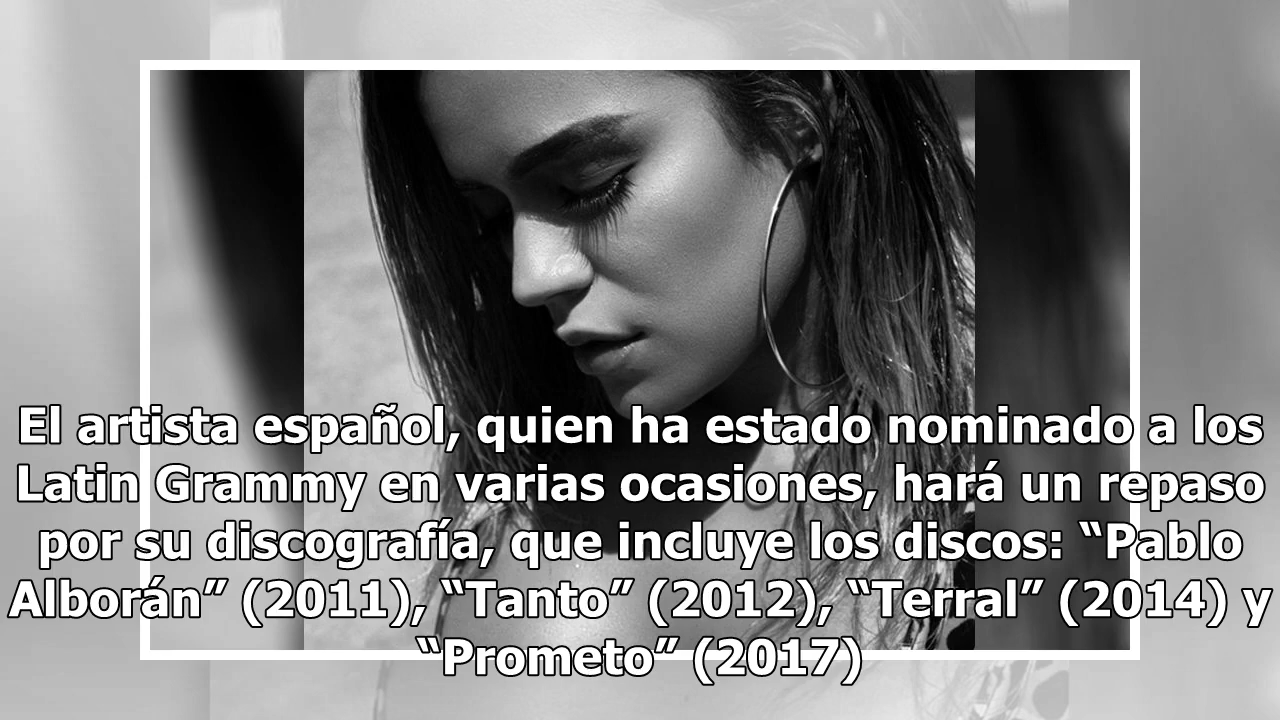 El artista español, quien ha estado nominado a los
Latin Grammy en varias ocasiones, hará un repaso
por su discografía, que incluye los discos: “Pablo
Alborán” (2011), “Tanto” (2012), “Terral” (2014) y
“Prometo” (2017)